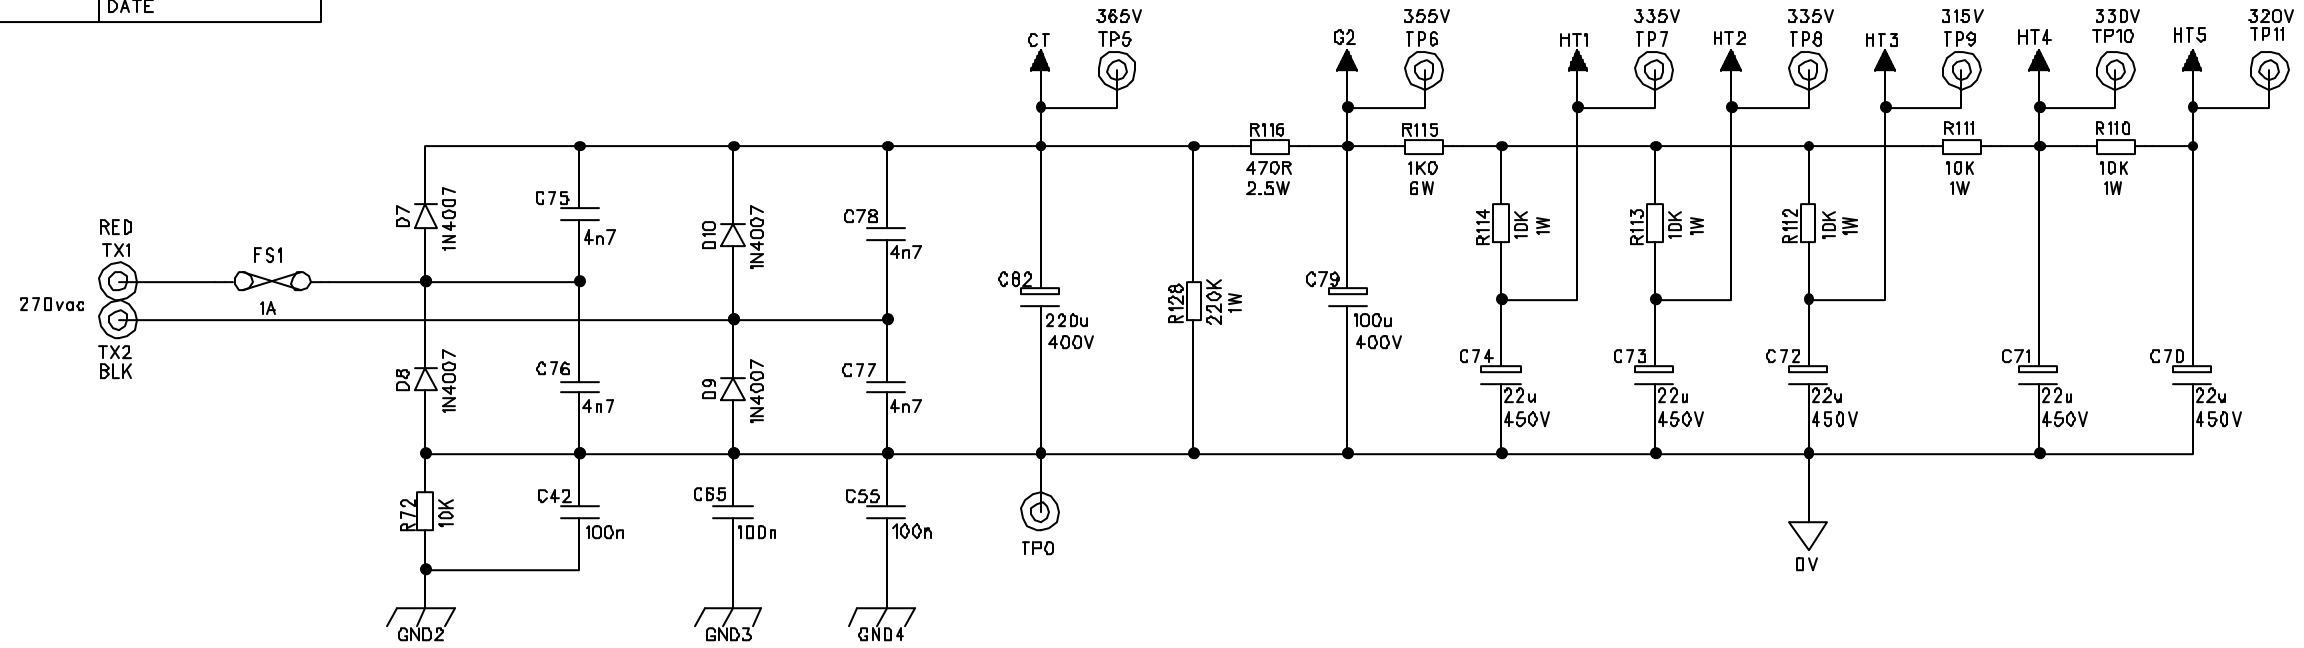 DATE
365V
TP5
CT
355V
TP6
G2
335V
TP7
HT1
335V
TP8
HT2
315V
TP9
HT3
330V
TP10
HT4
320V
TP11
HT5
R116
470R
2.5W
R115
1K0
6W
R111
10K
1W
R110
10K
1W
RED
TX1
270vac
TX2
BLK
FS1
1A
D7
1N4007
C75
4n7
D10
1N4007
C78
4n7
D8
1N4007
C76
4n7
D9
1N4007
C77
4n7
C82
220u
400V
R128
220K
1W
C79
100u
400V
R114
10K
1W
R113
10K
1W
R112
10K
1W
C74
22u
450V
C73
22u
450V
C72
22u
450V
C71
22u
450V
C70
22u
450V
R72
10K
C42
100n
C65
100n
C55
100n
TP0
0V
GND2
GND3
GND4